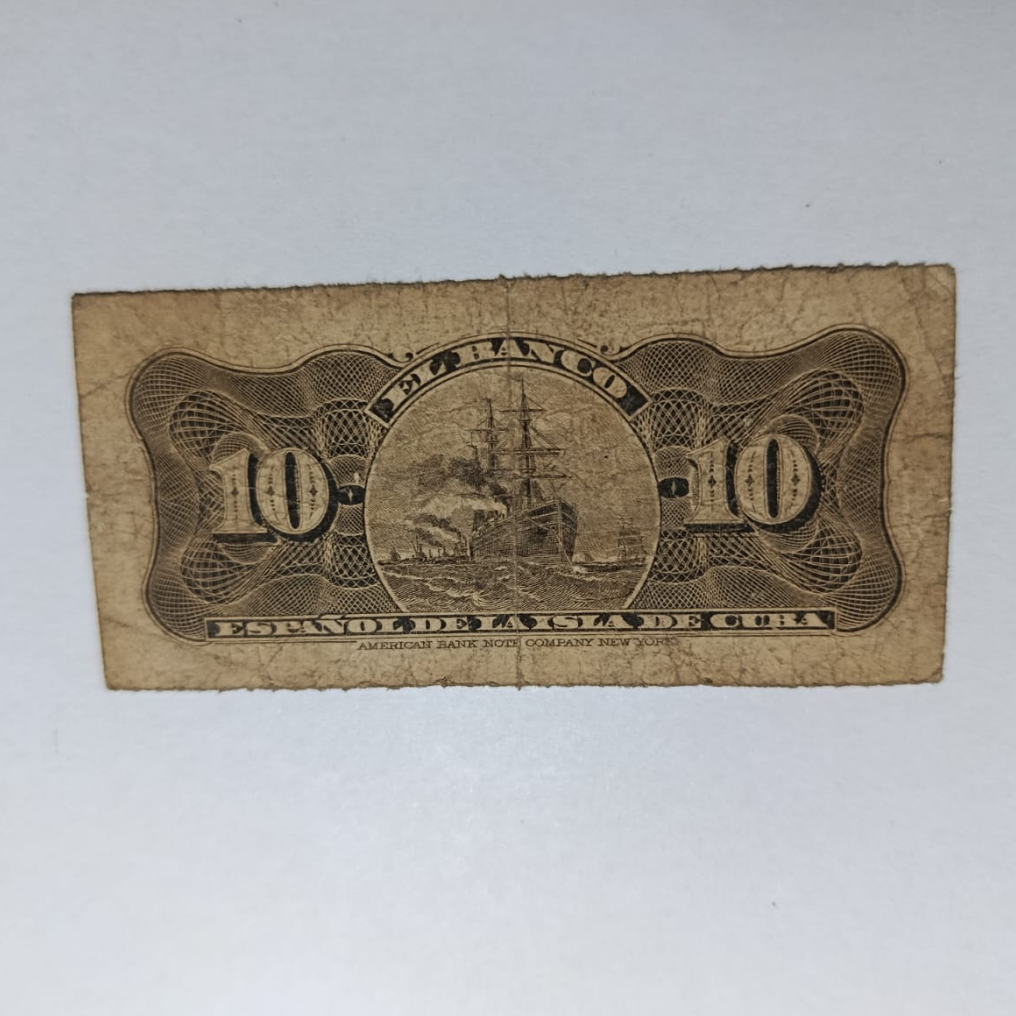 EL BANCO
10 10
ESPAÑOL DE LA ISLA DE CUBA
AMERICAN BANK NOTE COMPANY NEW YORK